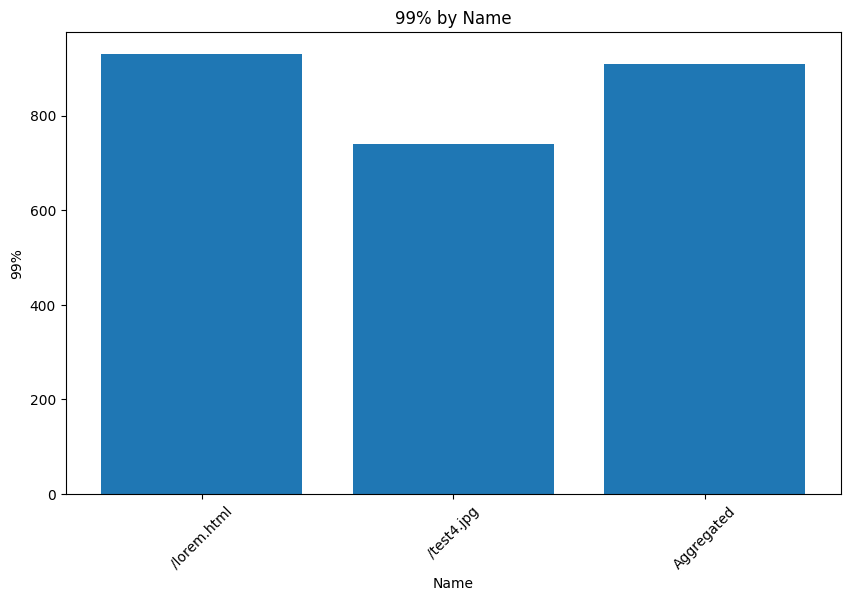 99% by Name
99%
800
600
400
200
0
/lorem.html
/test4.jpg
Aggregated
Name